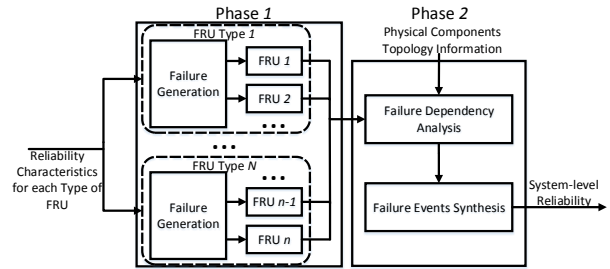 Phase 1
Phase 2
FRU Type 1
Failure
Generation
FRU 1
FRU 2
...
...
FRU Type N
...
Failure
Generation
FRU n-1
FRU n
Reliability
Characteristics
for each Type of
FRU
Physical Components
Topology Information
Failure Dependency
Analysis
Failure Events Synthesis
System-level
Reliability